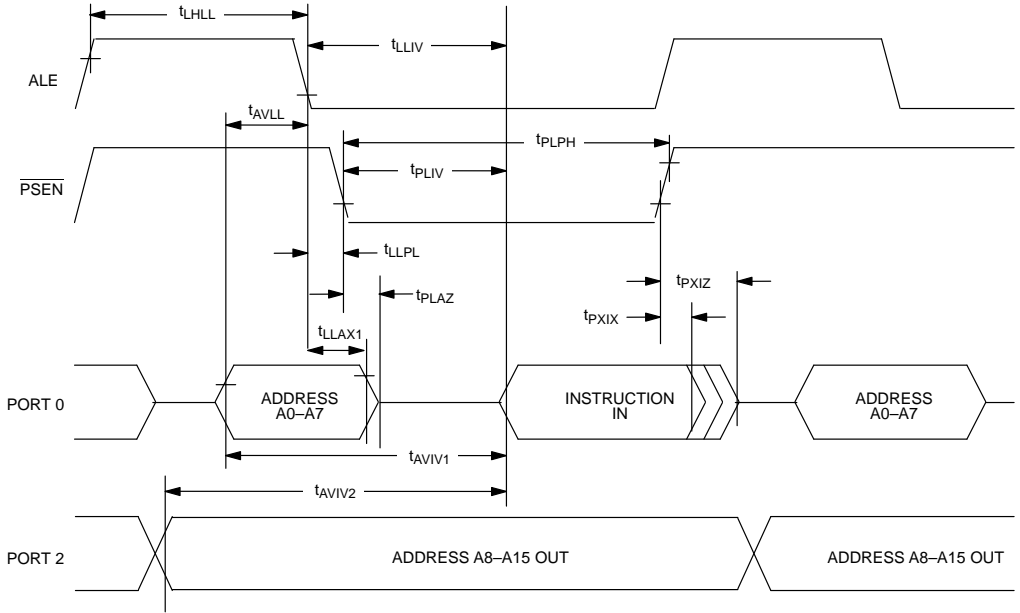 tLHLL
tLLIV
ALE
tAVLL
tPLPH
tPLIV
PSEN
tLLPL
tPXIZ
tPLAZ
tPXIX
tLLAX1
PORT 0
ADDRESS
A0–A7
INSTRUCTION
IN
ADDRESS
A0–A7
tAVIV1
tAVIV2
PORT 2
ADDRESS A8–A15 OUT
ADDRESS A8–A15 OUT